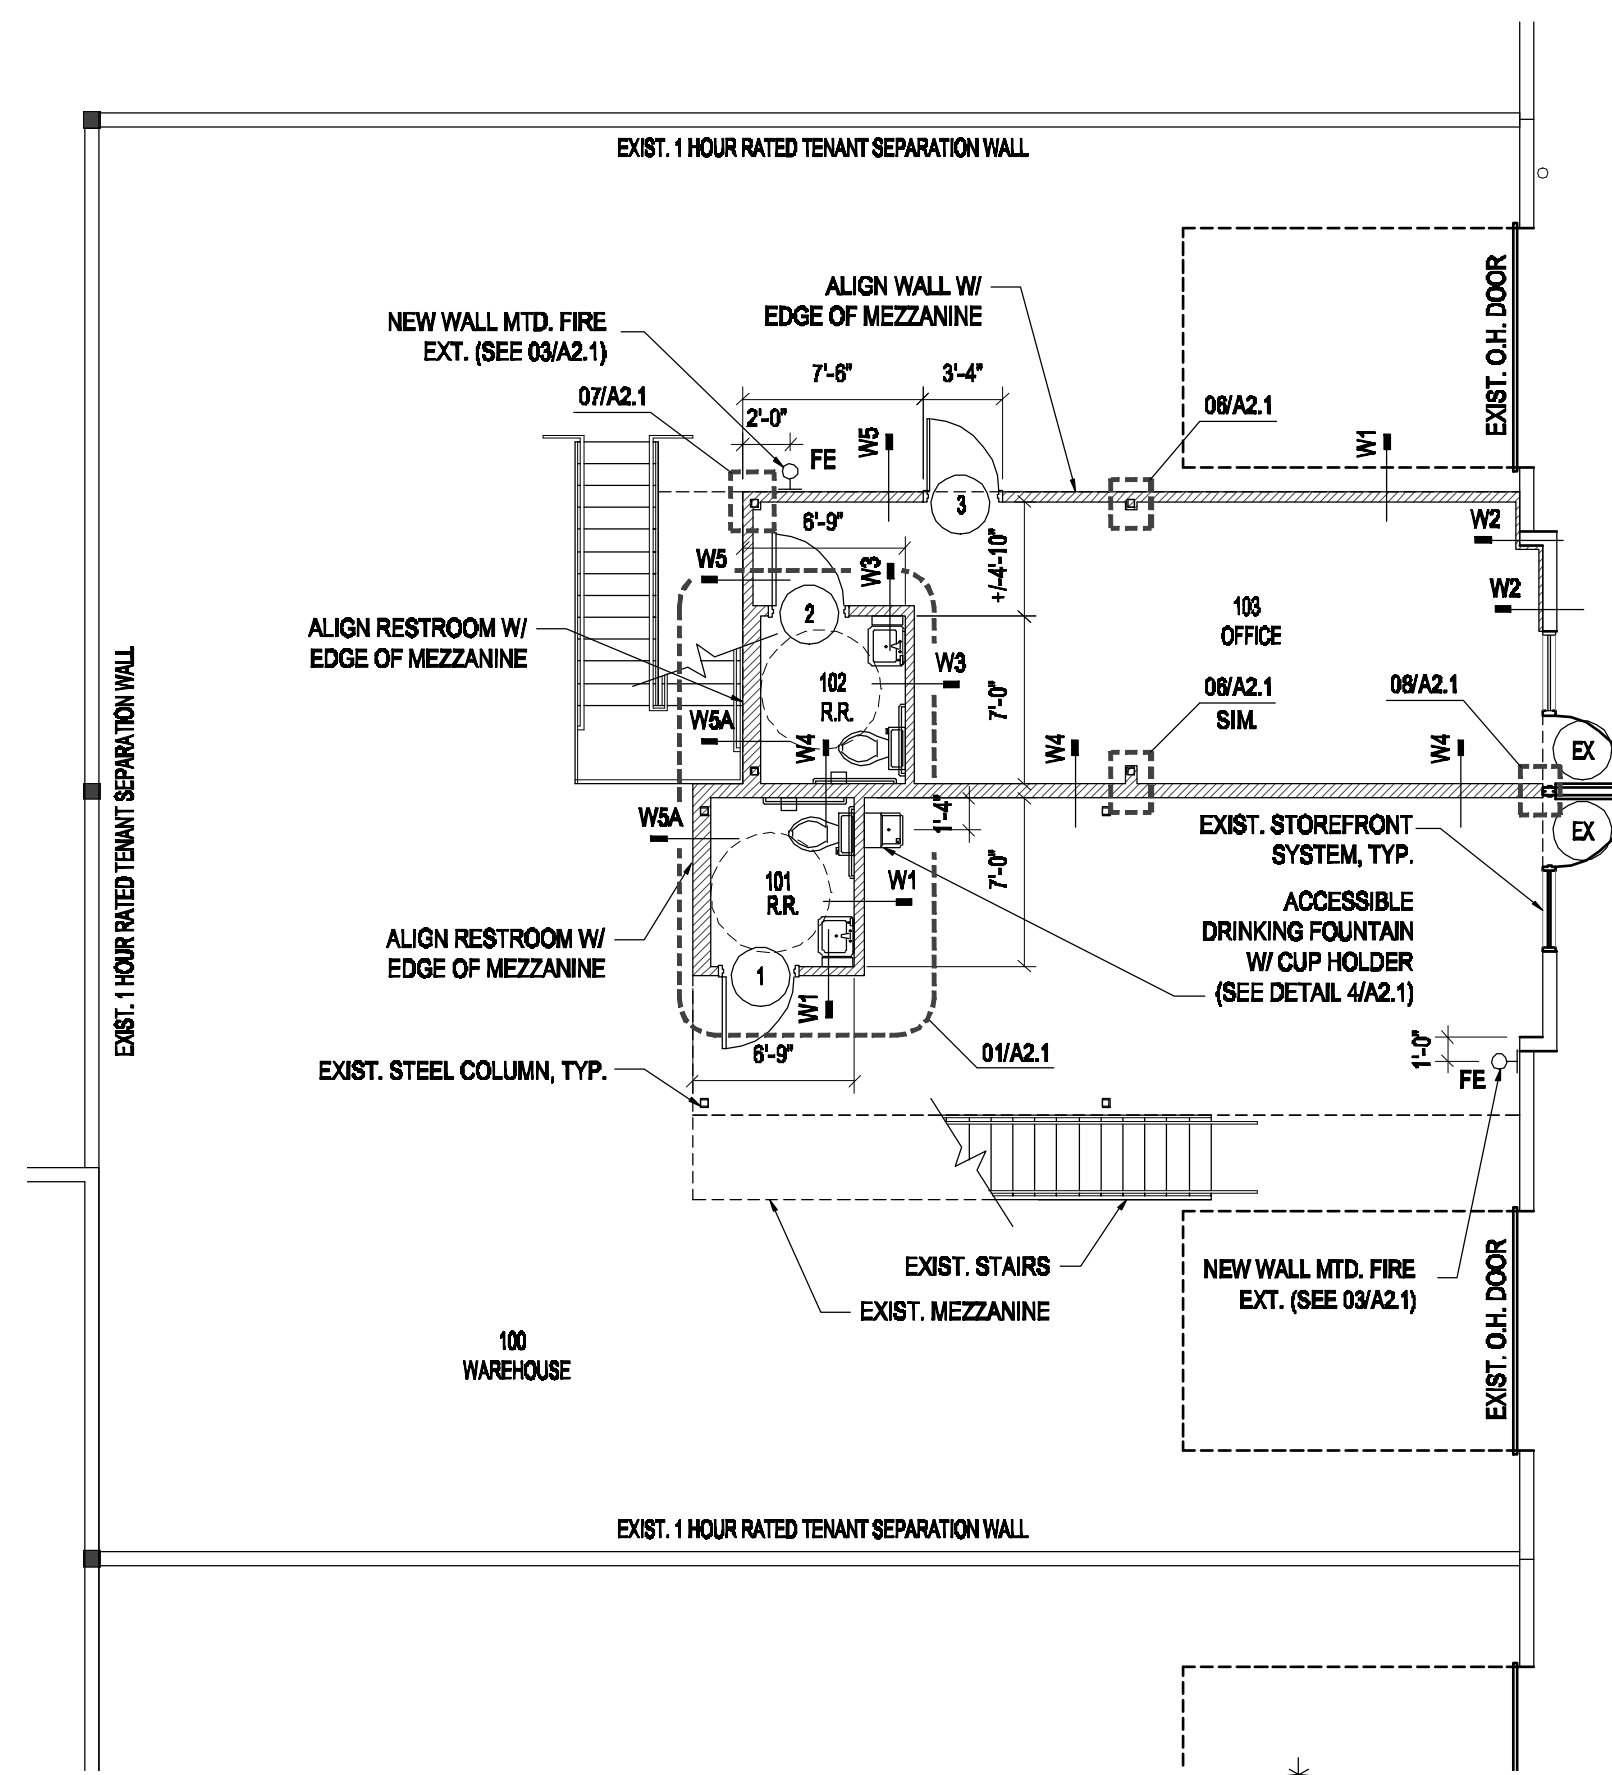 EXIST. 1 HOUR RATED TENANT SEPARATION WALL
EXIST. O.H. DOOR
ALIGN WALL W/
EDGE OF MEZZANINE
NEW WALL MTD. FIRE
EXT. (SEE 03/A2.1)
7'-6"
3'-4"
07/A2.1
06/A2.1
2'-0"
W5
W1
FE
3
6'-9"
W2
+/-4'-10"
W5
W3
W2
2
103
OFFICE
ALIGN RESTROOM W/
EDGE OF MEZZANINE
EXIST. 1 HOUR RATED TENANT SEPARATION WALL
W3
102
R.R.
7'-0"
06/A2.1
SIM.
08/A2.1
W5A
W4
W4
W4
EX
W5A
1'-4"
EX
EXIST. STOREFRONT
SYSTEM, TYP.
7'-0"
101
R.R.
W1
ACCESSIBLE
DRINKING FOUNTAIN
W/ CUP HOLDER
(SEE DETAIL 4/A2.1)
ALIGN RESTROOM W/
EDGE OF MEZZANINE
1
W1
6'-9"
01/A2.1
1'-0"
FE
EXIST. STEEL COLUMN, TYP.
EXIST. STAIRS
EXIST. MEZZANINE
NEW WALL MTD. FIRE
EXT. (SEE 03/A2.1)
EXIST. O.H. DOOR
100
WAREHOUSE
EXIST. 1 HOUR RATED TENANT SEPARATION WALL